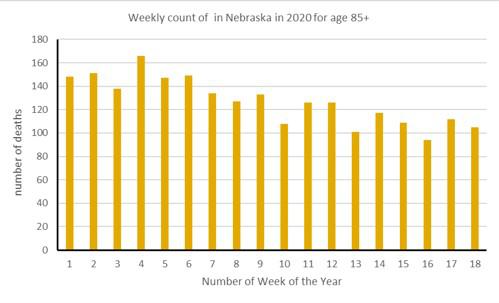 Weekly count of  in Nebraska in 2020 for age 85+
number of deaths
180
160
140
120
100
80
60
40
20
0
1 2 3 4 5 6 7 8 9 10 11 12 13 14 15 16 17 18
Number of Week of the Year